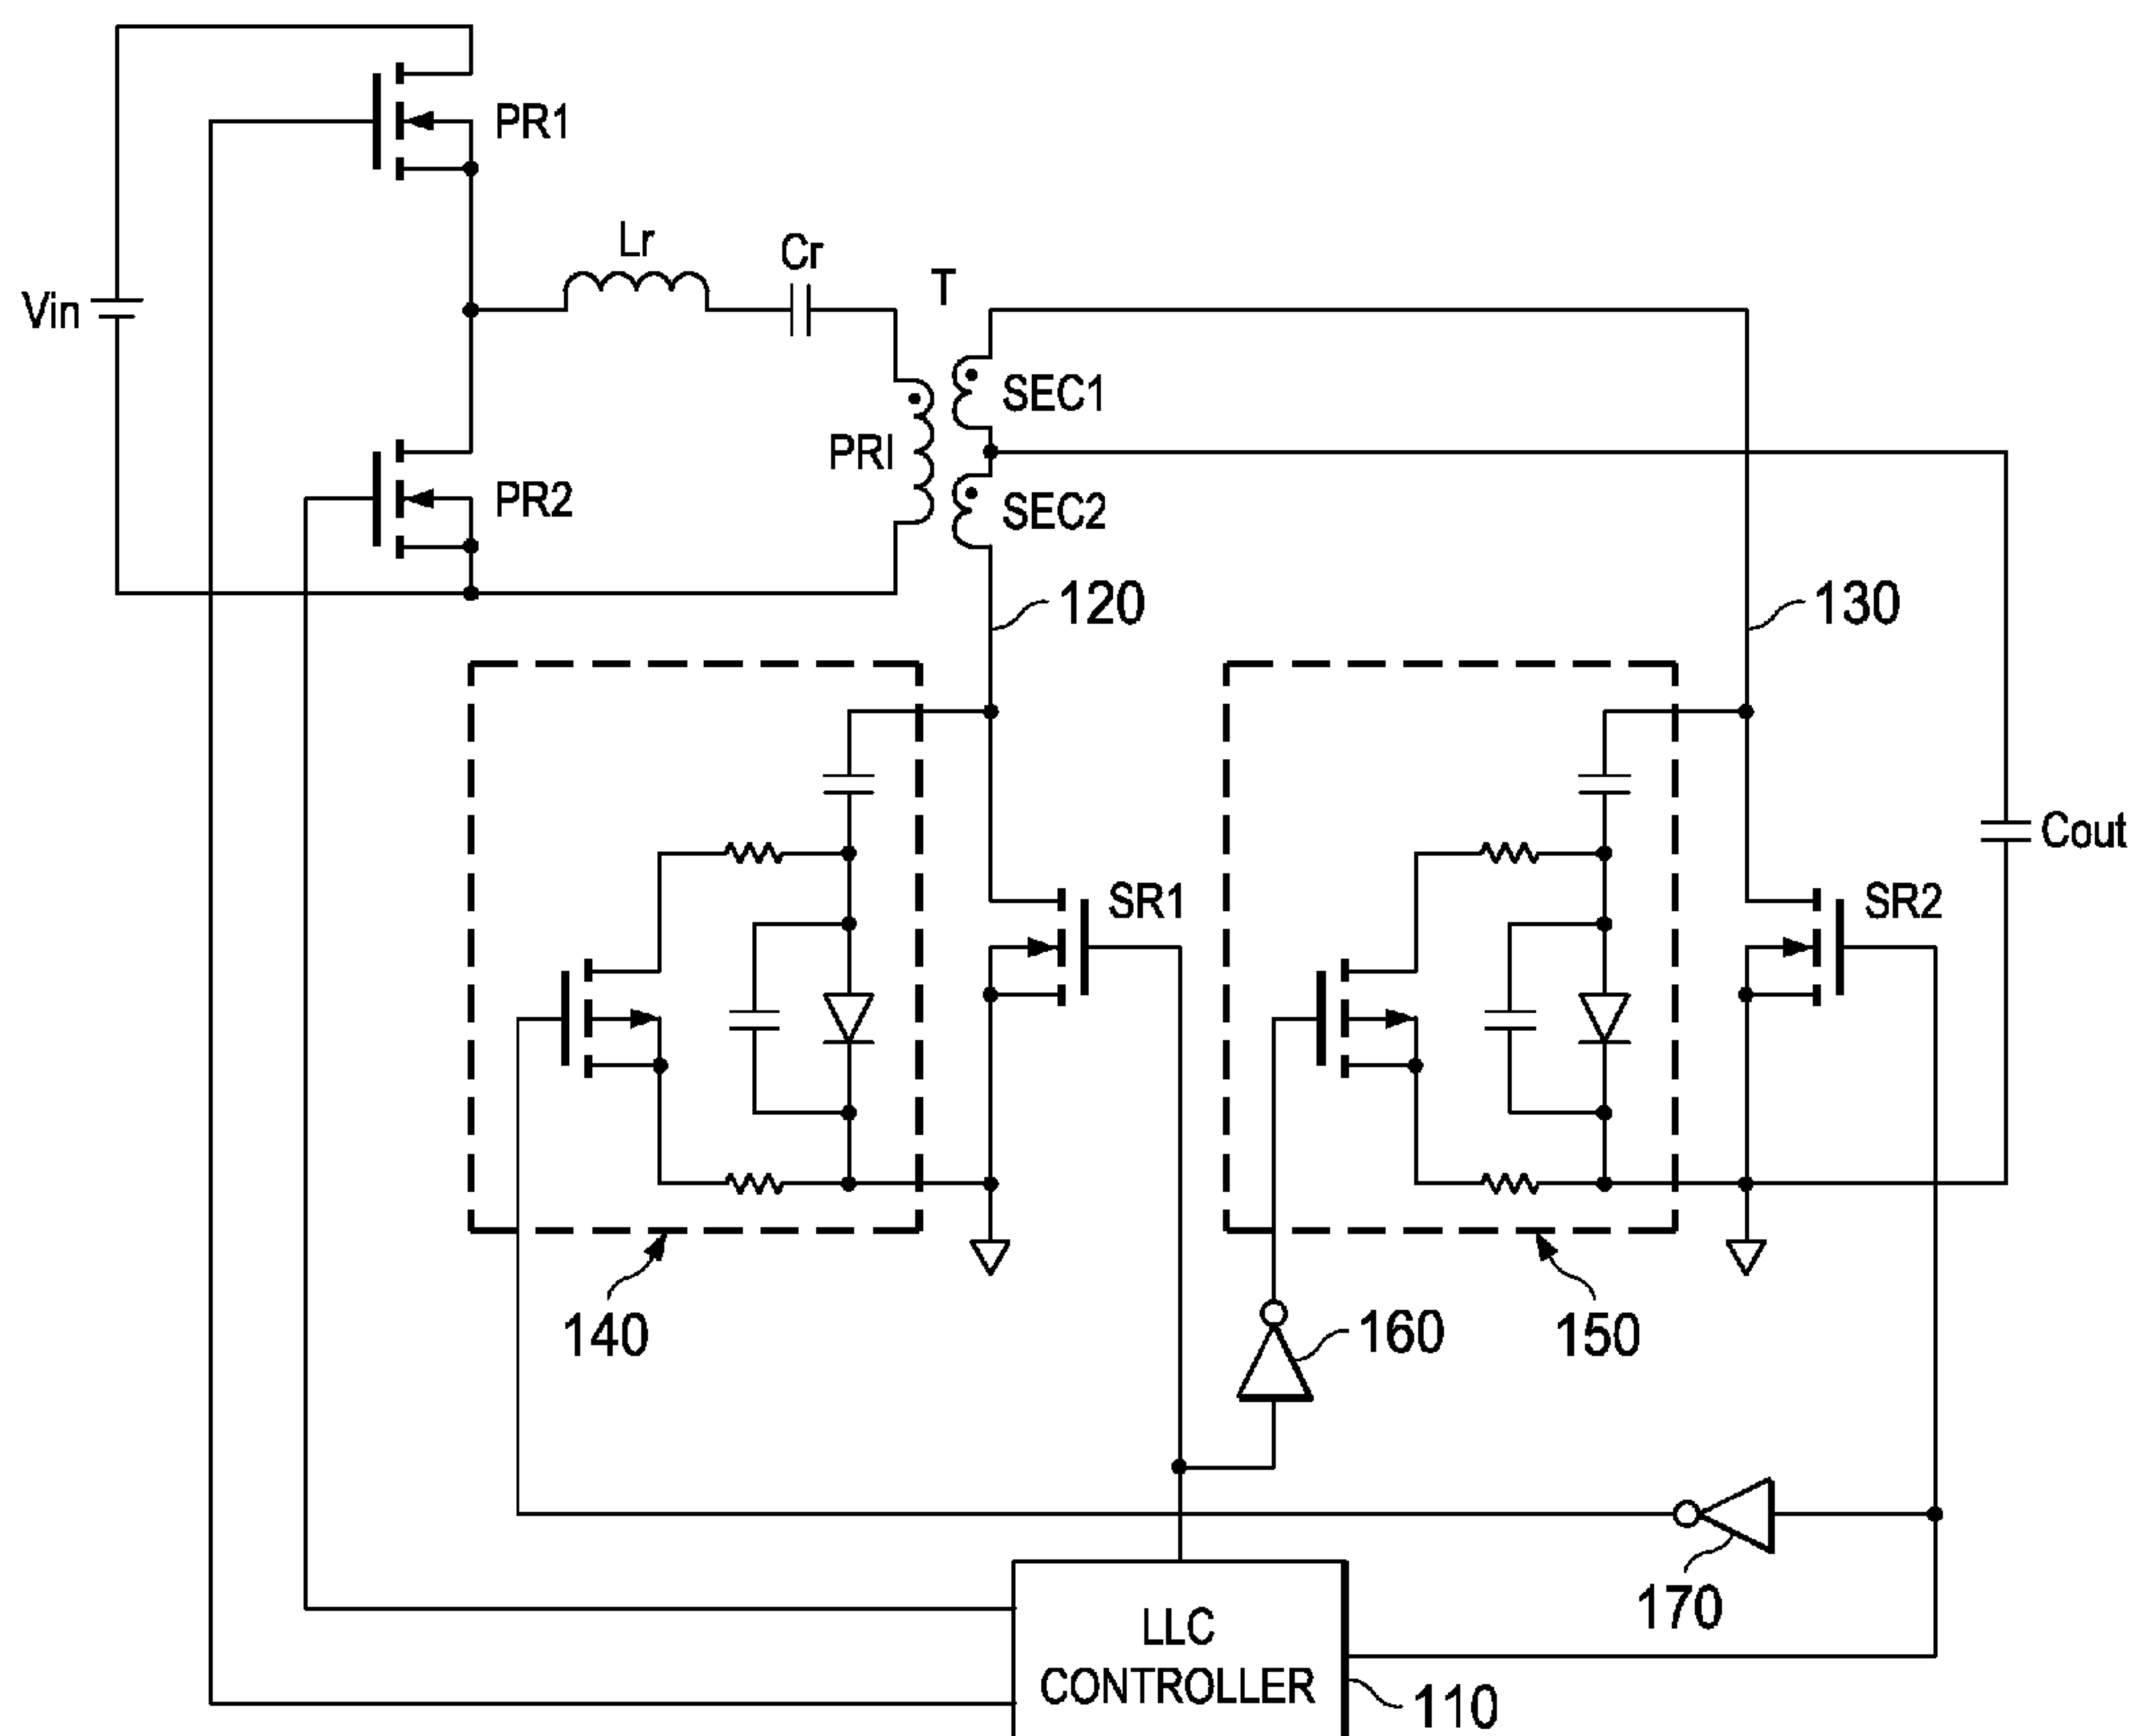 PR1
Lr
Cr
T
Vin
SEC1
PRI
PR2
SEC2
120
130
Cout
SR1
SR2
140
160
150
170
LLC
CONTROLLER
110